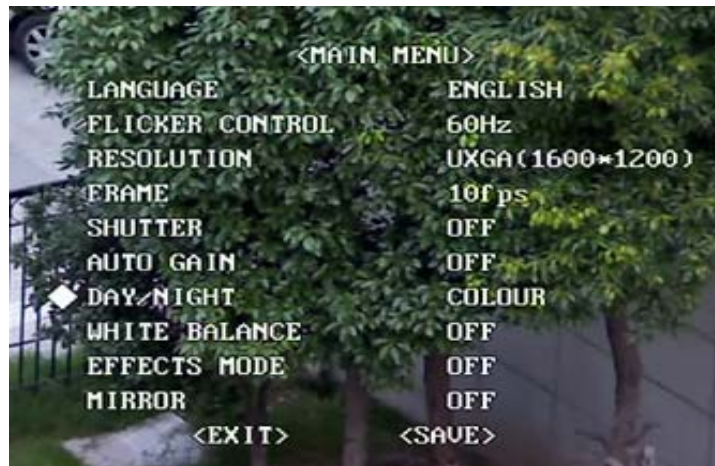 <MAIN MENU>
LANGUAGE ENGLISH
FLICKER CONTROL 60Hz
RESOLUTION UXGA(1600*1200)
FRAME 10fps
SHUTTER OFF
AUTO GAIN OFF
DAY/NIGHT COLOUR
WHITE BALANCE OFF
EFFECTS MODE OFF
MIRROR OFF
<EXIT> <SAVE>